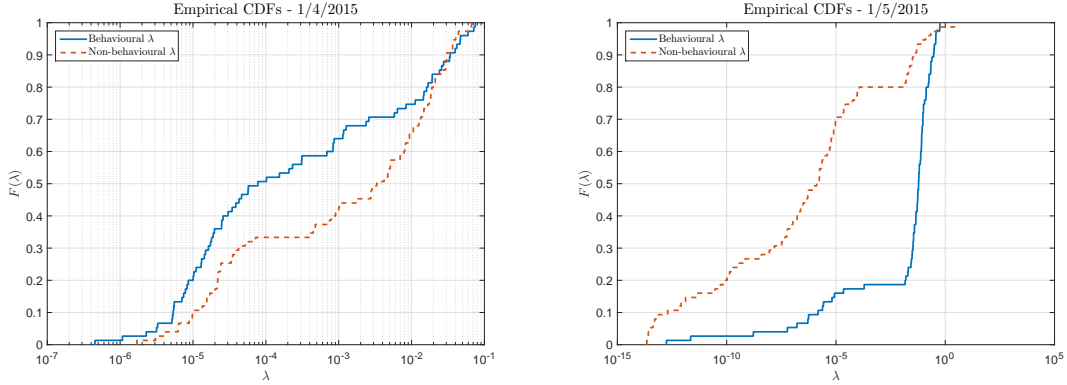 Empirical CDFs - 1/4/2015
Behavioural λ
Non-behavioural λ
1
0.9
0.8
0.7
0.6
0.5
0.4
0.3
0.2
0.1
0
F(λ)
10^-7 10^-6 10^-5 10^-4 10^-3 10^-2 10^-1
λ
Empirical CDFs - 1/5/2015
Behavioural λ
Non-behavioural λ
1
0.9
0.8
0.7
0.6
0.5
0.4
0.3
0.2
0.1
0
F(λ)
10^-15 10^-10 10^-5 10^0 10^5
λ